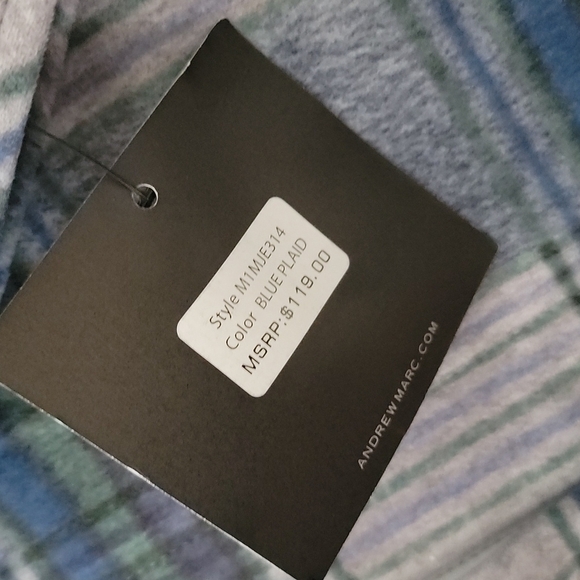 Style M1MJE314
Color BLUE PLAID
MSRP:$119.00
ANDREWMARC.COM